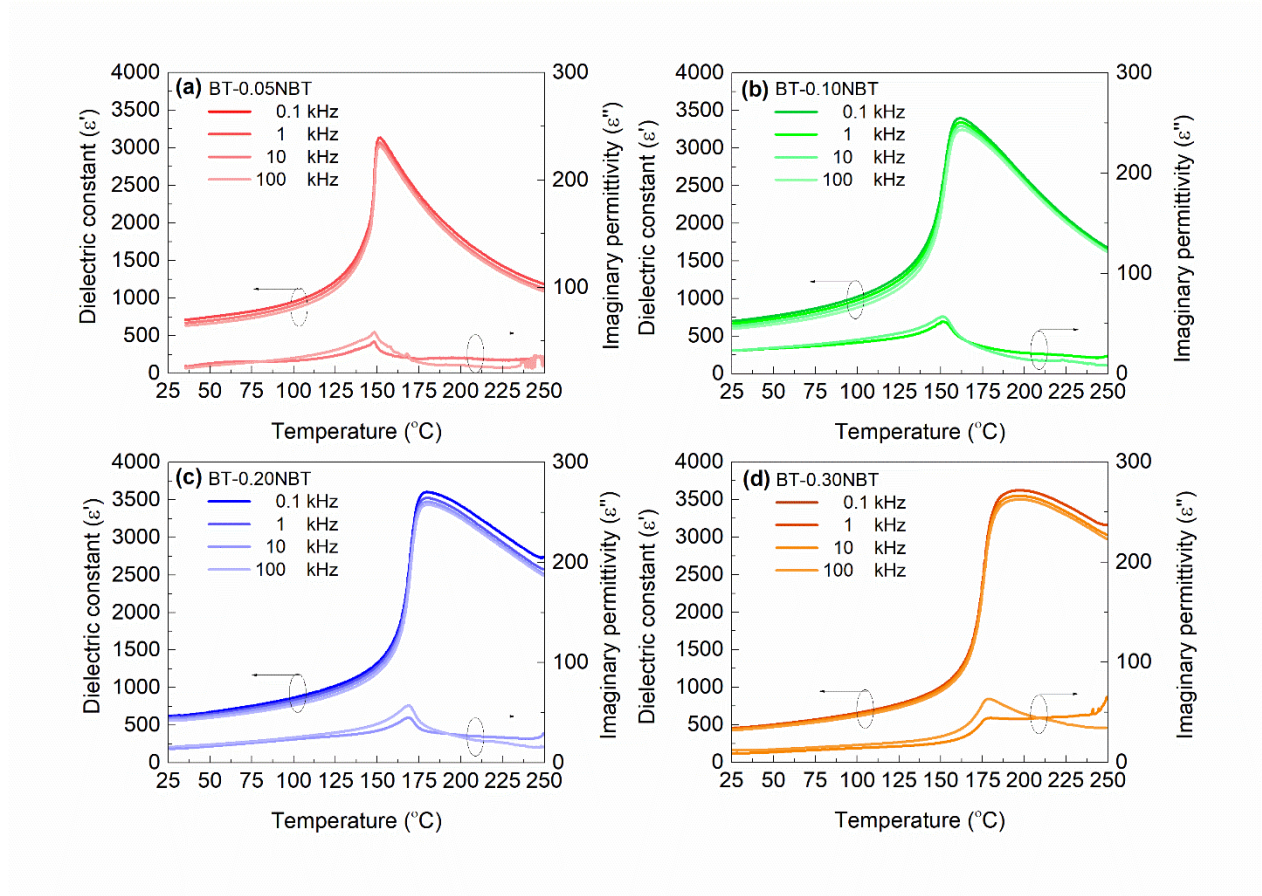 (a) BT-0.05NBT
0.1 kHz
1 kHz
10 kHz
100 kHz
4000
3500
3000
2500
2000
1500
1000
500
0
Dielectric constant (ε')
300
200
100
0
Imaginary permittivity (ε'')
25 50 75 100 125 150 175 200 225 250
Temperature (°C)
(b) BT-0.10NBT
0.1 kHz
1 kHz
10 kHz
100 kHz
4000
3500
3000
2500
2000
1500
1000
500
0
Dielectric constant (ε')
300
200
100
0
Imaginary permittivity (ε'')
25 50 75 100 125 150 175 200 225 250
Temperature (°C)
(c) BT-0.20NBT
0.1 kHz
1 kHz
10 kHz
100 kHz
4000
3500
3000
2500
2000
1500
1000
500
0
Dielectric constant (ε')
300
200
100
0
Imaginary permittivity (ε'')
25 50 75 100 125 150 175 200 225 250
Temperature (°C)
(d) BT-0.30NBT
0.1 kHz
1 kHz
10 kHz
100 kHz
4000
3500
3000
2500
2000
1500
1000
500
0
Dielectric constant (ε')
300
200
100
0
Imaginary permittivity (ε'')
25 50 75 100 125 150 175 200 225 250
Temperature (°C)